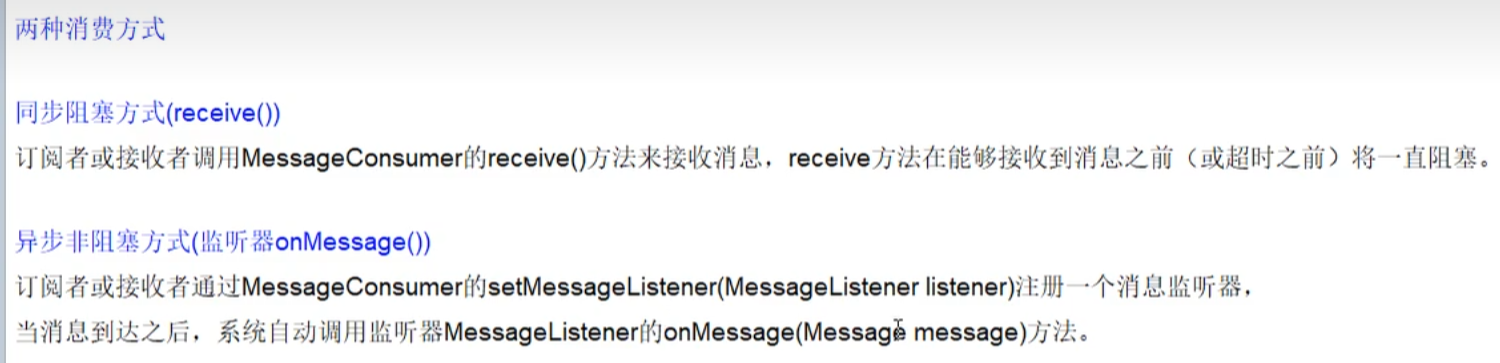 两种消费方式
同步阻塞方式(receive())
订阅者或接收者调用MessageConsumer的receive()方法来接收消息，receive方法在能够接收到消息之前（或超时之前）将一直阻塞。
异步非阻塞方式(监听器onMessage())
订阅者或接收者通过MessageConsumer的setMessageListener(MessageListener listener)注册一个消息监听器，
当消息到达之后，系统自动调用监听器MessageListener的onMessage(Message message)方法。